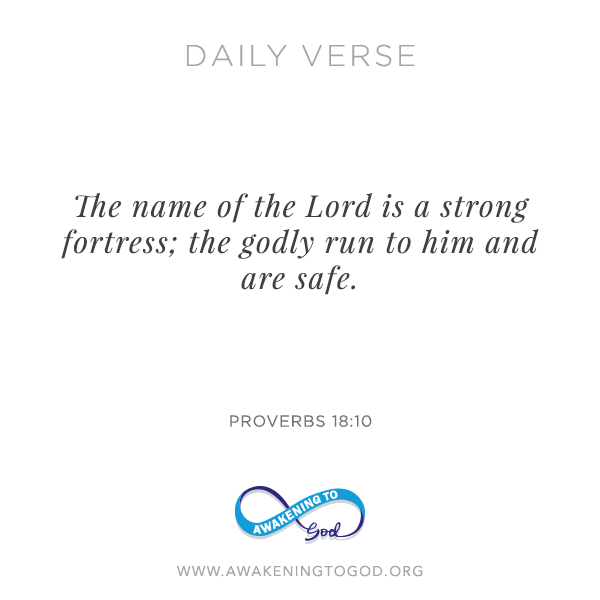 DAILY VERSE
The name of the Lord is a strong
fortress; the godly run to him and
are safe.
PROVERBS 18:10
AWAKENING TO
God
WWW.AWAKENINGTOGOD.ORG